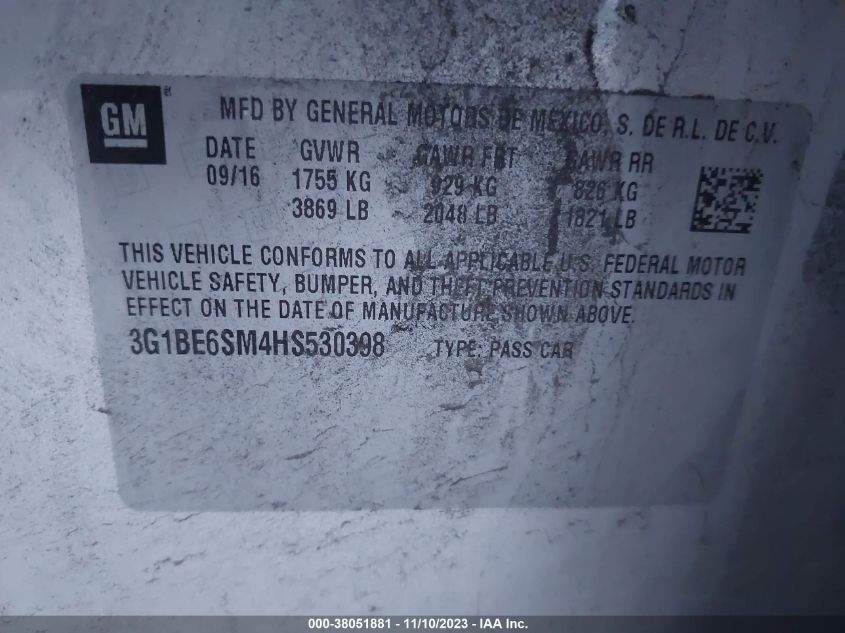 GM ®
MFD BY GENERAL MOTORS DE MEXICO, S. DE R.L. DE C.V.
DATE GVWR GAWR FRT GAWR RR
09/16 1755 KG 929 KG 826 KG
3869 LB 2048 LB 1821 LB
THIS VEHICLE CONFORMS TO ALL APPLICABLE U.S. FEDERAL MOTOR
VEHICLE SAFETY, BUMPER, AND THEFT PREVENTION STANDARDS IN
EFFECT ON THE DATE OF MANUFACTURE SHOWN ABOVE.
3G1BE6SM4HS530398 TYPE: PASS CAR
000-38051881 - 11/10/2023 - IAA Inc.